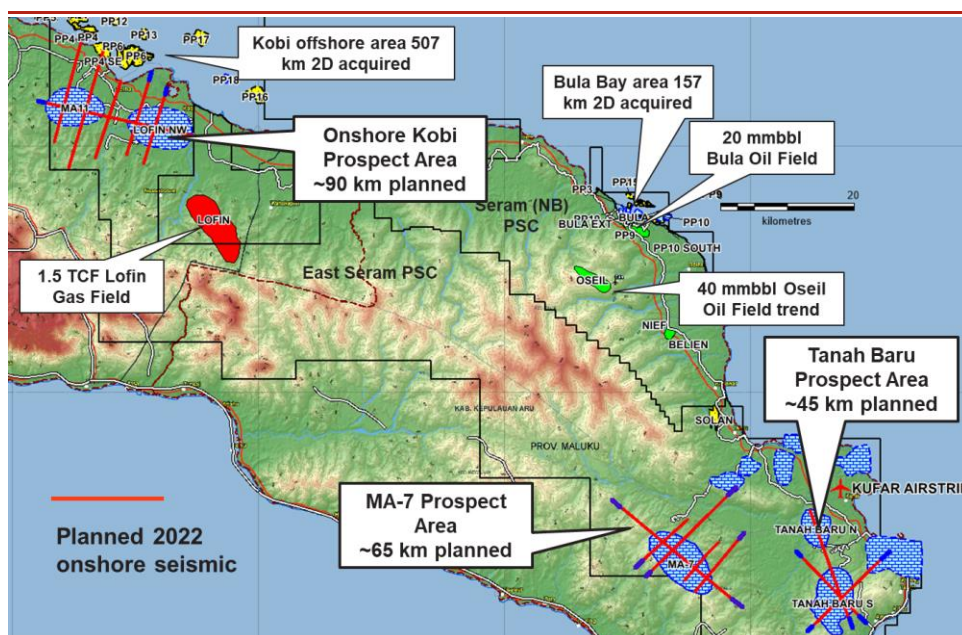 PP3
PP12
PP4
PP4
PP13
PP17
PP6
PP6
PP4 SE
PP18
PP16
Kobi offshore area 507
km 2D acquired
Bula Bay area 157
km 2D acquired
20 mmbbl
Bula Oil Field
MA11
LOFIN NW
Onshore Kobi
Prospect Area
~90 km planned
PP3
PP15
PP9
20
kilometres
Seram (NB)
PSC
PP10
BULA
PP10
BULA EXT
PP9
PP10 SOUTH
LOFIN
1.5 TCF Lofin
Gas Field
East Seram PSC
OSEIL
40 mmbbl Oseil
Oil Field trend
NIEF
BELIEN
Tanah Baru
Prospect Area
~45 km planned
SOLAN
KAB. KEPULAUAN ARU
PROV. MALUKU
MA-7 Prospect
Area
~65 km planned
KUFAR AIRSTRI
Planned 2022
onshore seismic
TANAH BARU N
MA-7
TANAH BARU S